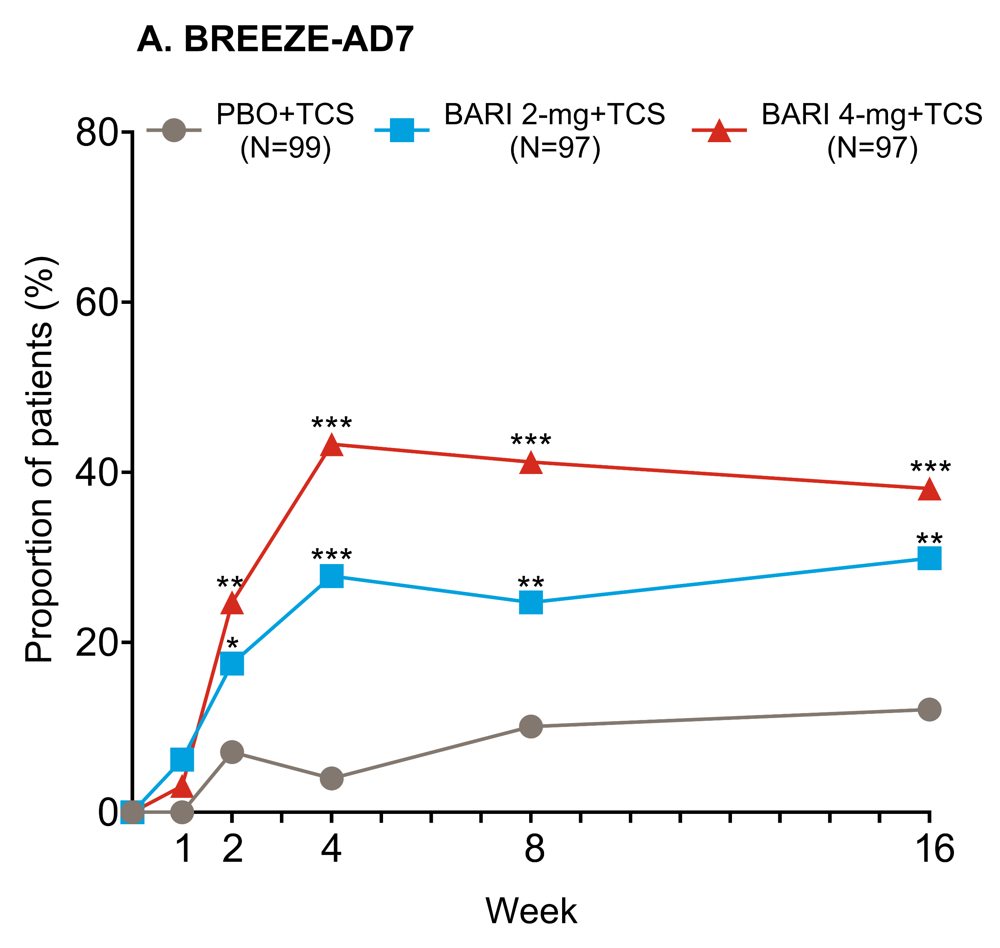 A. BREEZE-AD7
PBO+TCS
(N=99)
BARI 2-mg+TCS
(N=97)
BARI 4-mg+TCS
(N=97)
Proportion of patients (%)
80
60
40
20
0
***
***
***
***
**
**
**
*
1 2 4 8 16
Week